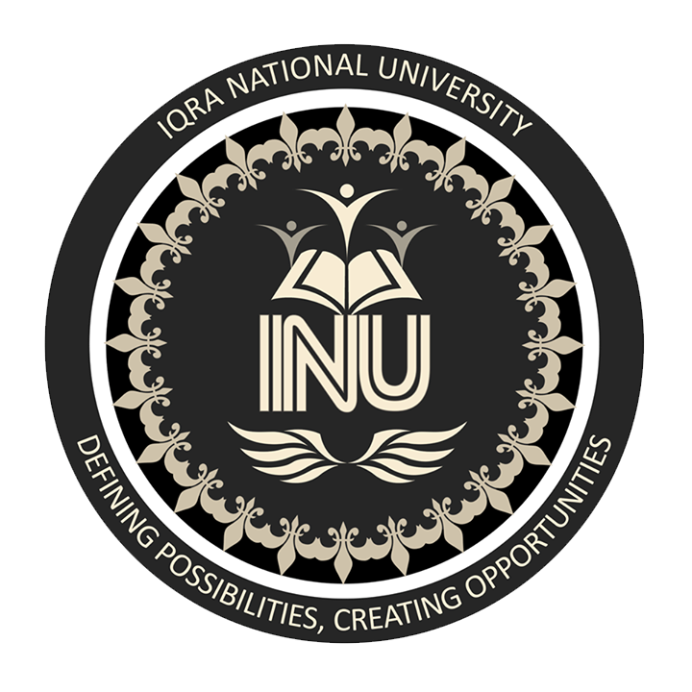 IQRA NATIONAL UNIVERSITY
INU
DEFINING POSSIBILITIES, CREATING OPPORTUNITIES